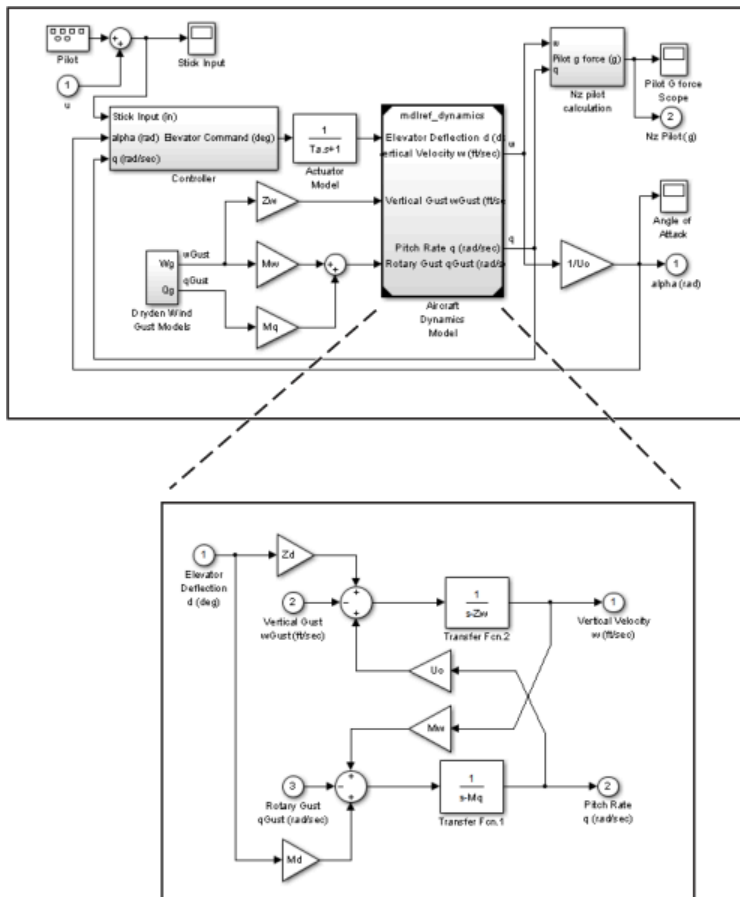 Pilot
1
u
+
+
Stick Input
Stick Input (in)
alpha (rad) Elevator Command (deg)
q (rad/sec)
Controller
1
Ta.s+1
Actuator
Model
Zw
Wg
Qg
wGust
qGust
Dryden Wind
Gust Models
Mw
Mq
+
+
mdlref_dynamics
Elevator Deflection d (d
ertical Velocity w (ft/sec)
Vertical Gust wGust (ft/se
Pitch Rate q (rad/sec)
Rotary Gust qGust (rad/s
Aircraft
Dynamics
Model
w
q
w
Pilot g force (g)
q
Nz pilot
calculation
Pilot G force
Scope
2
Nz Pilot (g)
Angle of
Attack
1/Uo
1
alpha (rad)
1
Elevator
Deflection
d (deg)
Zd
2
Vertical Gust
wGust (ft/sec)
+
−
+
1
s-Zw
Transfer Fcn.2
1
Vertical Velocity
w (ft/sec)
Uo
Mw
3
Rotary Gust
qGust (rad/sec)
+
−
+
1
s-Mq
Transfer Fcn.1
2
Pitch Rate
q (rad/sec)
Md